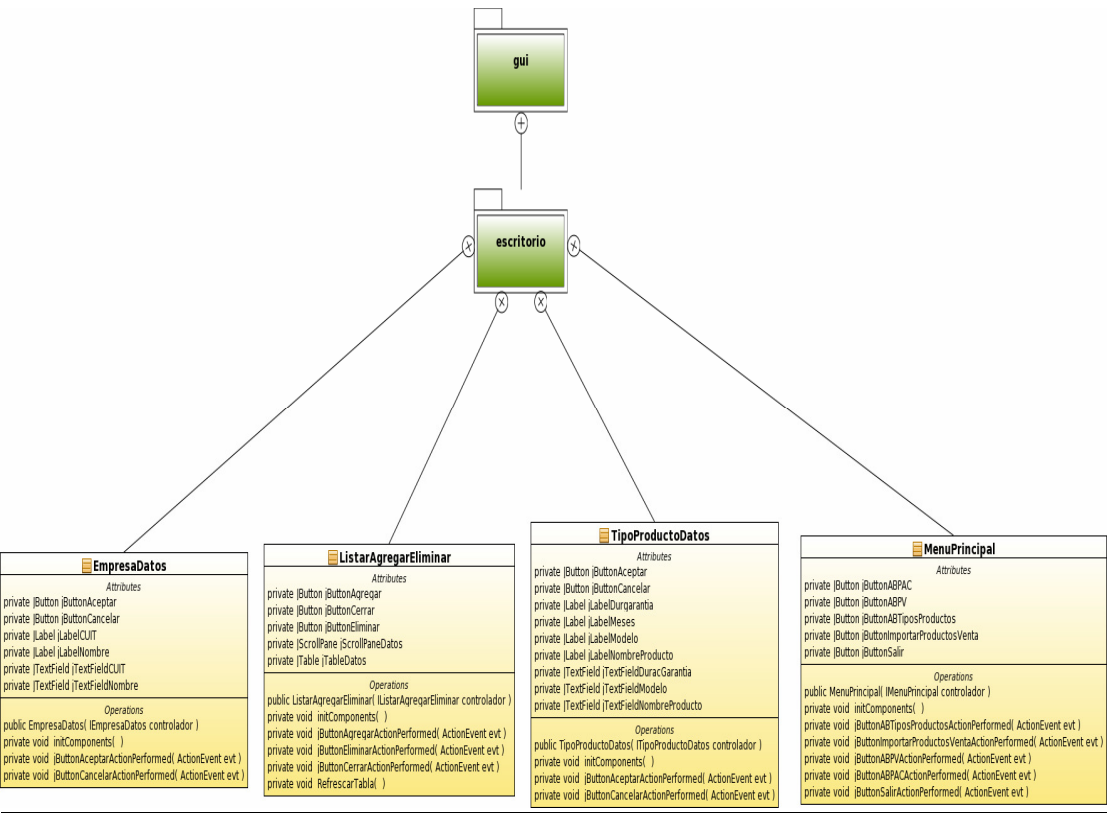 gui
escritorio
EmpresaDatos
Attributes
private JButton jButtonAceptar
private JButton jButtonCancelar
private JLabel jLabelCUIT
private JLabel jLabelNombre
private JTextField jTextFieldCUIT
private JTextField jTextFieldNombre
Operations
public EmpresaDatos( IEmpresaDatos controlador )
private void initComponents( )
private void jButtonAceptarActionPerformed( ActionEvent evt )
private void jButtonCancelarActionPerformed( ActionEvent evt )
ListarAgregarEliminar
Attributes
private JButton jButtonAgregar
private JButton jButtonCerrar
private JButton jButtonEliminar
private JScrollPane jScrollPaneDatos
private JTable jTableDatos
Operations
public ListarAgregarEliminar( IListarAgregarEliminar controlador )
private void initComponents( )
private void jButtonAgregarActionPerformed( ActionEvent evt )
private void jButtonEliminarActionPerformed( ActionEvent evt )
private void jButtonCerrarActionPerformed( ActionEvent evt )
private void RefrescarTabla( )
TipoProductoDatos
Attributes
private JButton jButtonAceptar
private JButton jButtonCancelar
private JLabel jLabelDurgarantia
private JLabel jLabelMeses
private JLabel jLabelModelo
private JLabel jLabelNombreProducto
private JTextField jTextFieldDuracGarantia
private JTextField jTextFieldModelo
private JTextField jTextFieldNombreProducto
Operations
public TipoProductoDatos( ITipoProductoDatos controlador )
private void initComponents( )
private void jButtonAceptarActionPerformed( ActionEvent evt )
private void jButtonCancelarActionPerformed( ActionEvent evt )
MenuPrincipal
Attributes
private JButton jButtonABPAC
private JButton jButtonABPV
private JButton jButtonABTiposProductos
private JButton jButtonImportarProductosVenta
private JButton jButtonSalir
Operations
public MenuPrincipal( IMenuPrincipal controlador )
private void initComponents( )
private void jButtonABTiposProductosActionPerformed( ActionEvent evt )
private void jButtonImportarProductosVentaActionPerformed( ActionEvent evt )
private void jButtonABPVActionPerformed( ActionEvent evt )
private void jButtonABPACActionPerformed( ActionEvent evt )
private void jButtonSalirActionPerformed( ActionEvent evt )